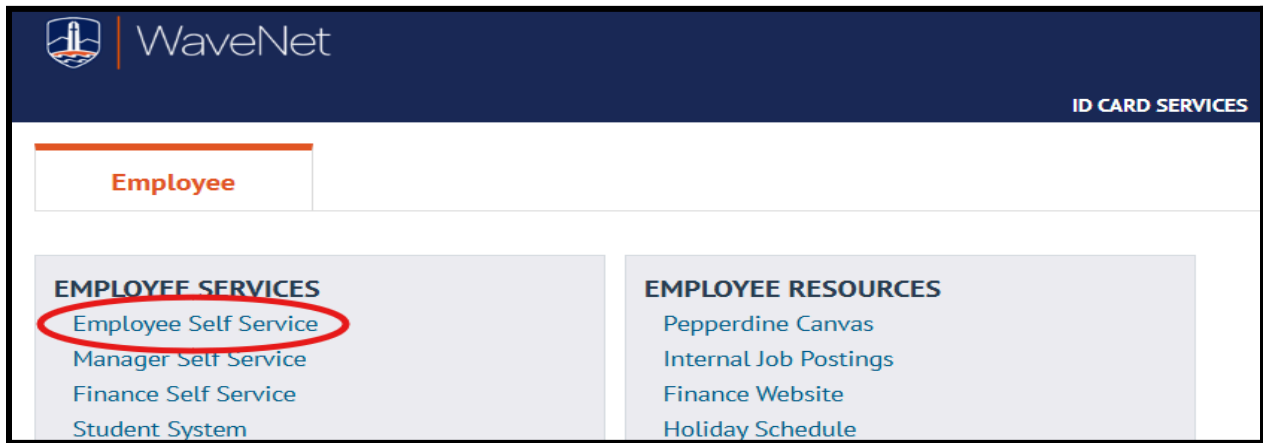 WaveNet
ID CARD SERVICES
Employee
EMPLOYEE SERVICES
Employee Self Service
Manager Self Service
Finance Self Service
Student System
EMPLOYEE RESOURCES
Pepperdine Canvas
Internal Job Postings
Finance Website
Holiday Schedule